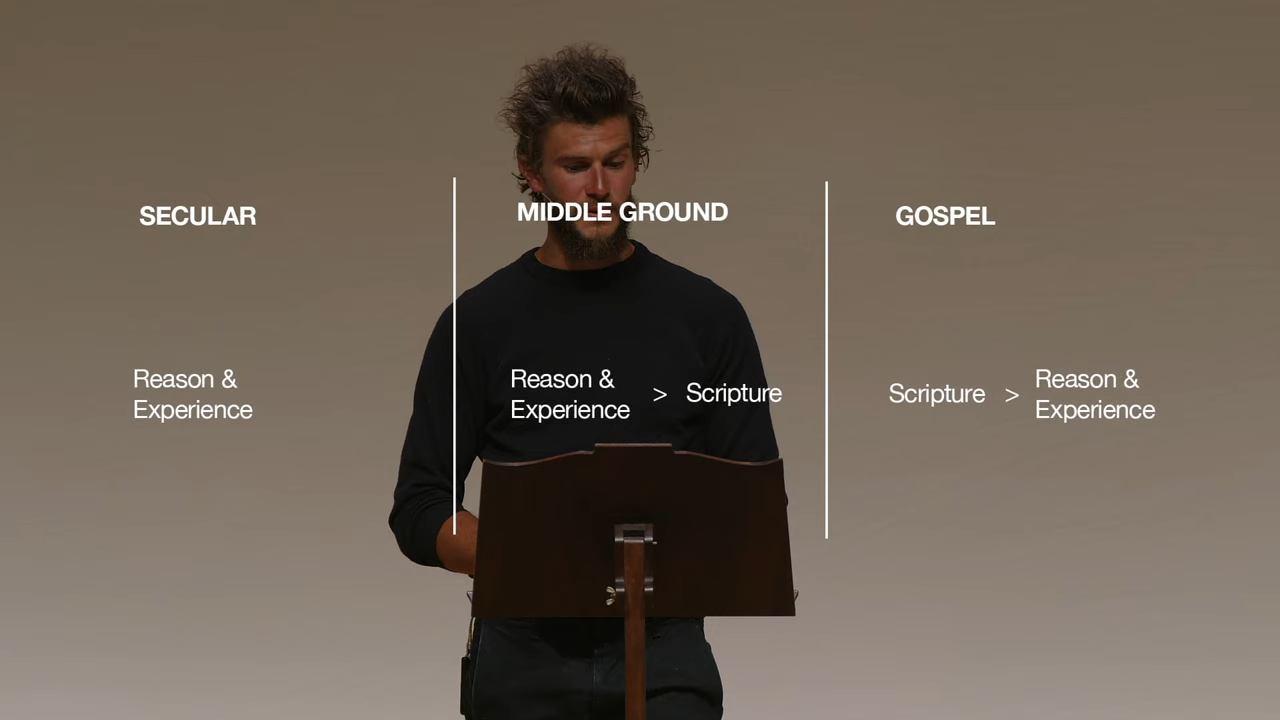 SECULAR
MIDDLE GROUND
GOSPEL
Reason &
Experience
Reason &
Experience
>
Scripture
Scripture
>
Reason &
Experience